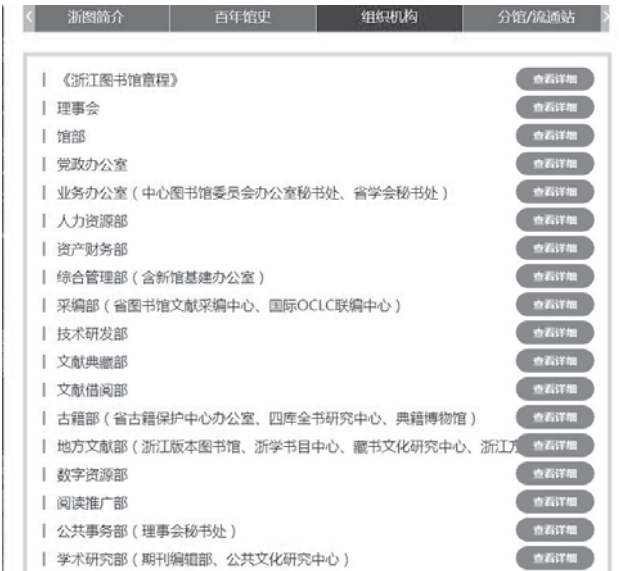 浙图简介 百年馆史 组织机构 分馆/流通站
《浙江图书馆章程》 查看详细
理事会 查看详细
馆部 查看详细
党政办公室 查看详细
业务办公室（中心图书馆委员会办公室秘书处、省学会秘书处） 查看详细
人力资源部 查看详细
资产财务部 查看详细
综合管理部（含新馆基建办公室） 查看详细
采编部（省图书馆文献采编中心、国际OCLC联编中心） 查看详细
技术研发部 查看详细
文献典藏部 查看详细
文献借阅部 查看详细
古籍部（省古籍保护中心办公室、四库全书研究中心、典籍博物馆） 查看详细
地方文献部（浙江版本图书馆、浙学书目中心、藏书文化研究中心、浙江 查看详细
数字资源部 查看详细
阅读推广部 查看详细
公共事务部（理事会秘书处） 查看详细
学术研究部（期刊编辑部、公共文化研究中心） 查看详细